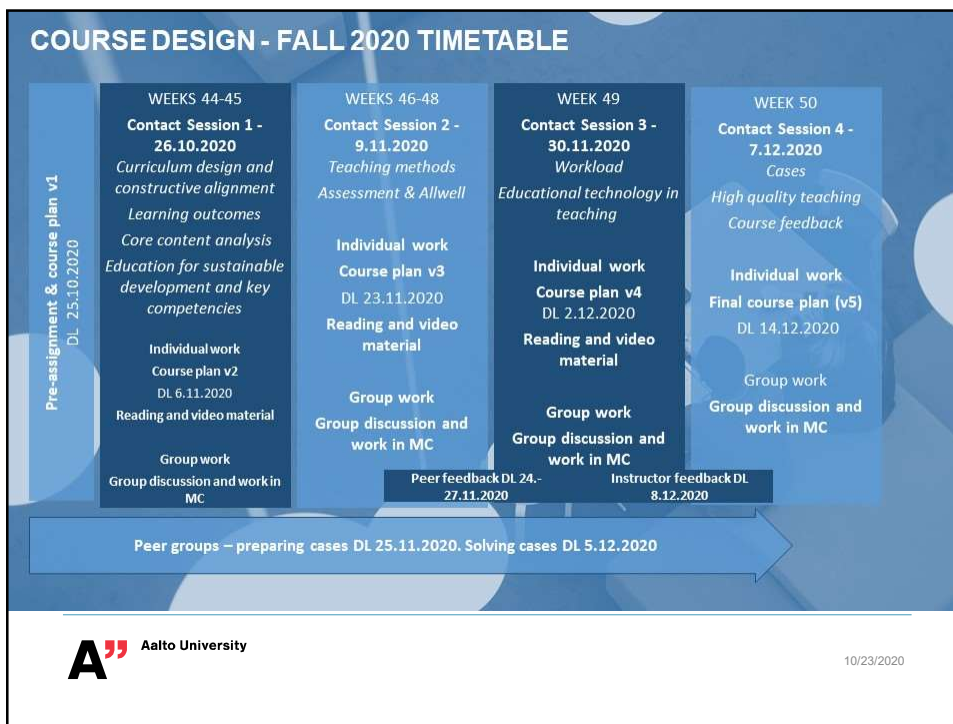 COURSE DESIGN - FALL 2020 TIMETABLE
Pre-assignment & course plan v1
DL 25.10.2020
WEEKS 44-45
Contact Session 1 -
26.10.2020
Curriculum design and
constructive alignment
Learning outcomes
Core content analysis
Education for sustainable
development and key
competencies
Individual work
Course plan v2
DL 6.11.2020
Reading and video material
Group work
Group discussion and work in
MC
WEEKS 46-48
Contact Session 2 -
9.11.2020
Teaching methods
Assessment & Allwell
Individual work
Course plan v3
DL 23.11.2020
Reading and video
material
Group work
Group discussion and
work in MC
WEEK 49
Contact Session 3 -
30.11.2020
Workload
Educational technology in
teaching
Individual work
Course plan v4
DL 2.12.2020
Reading and video
material
Group work
Group discussion and
work in MC
WEEK 50
Contact Session 4 -
7.12.2020
Cases
High quality teaching
Course feedback
Individual work
Final course plan (v5)
DL 14.12.2020
Group work
Group discussion and
work in MC
Peer feedback DL 24.-
27.11.2020
Instructor feedback DL
8.12.2020
Peer groups – preparing cases DL 25.11.2020. Solving cases DL 5.12.2020
A”
Aalto University
10/23/2020